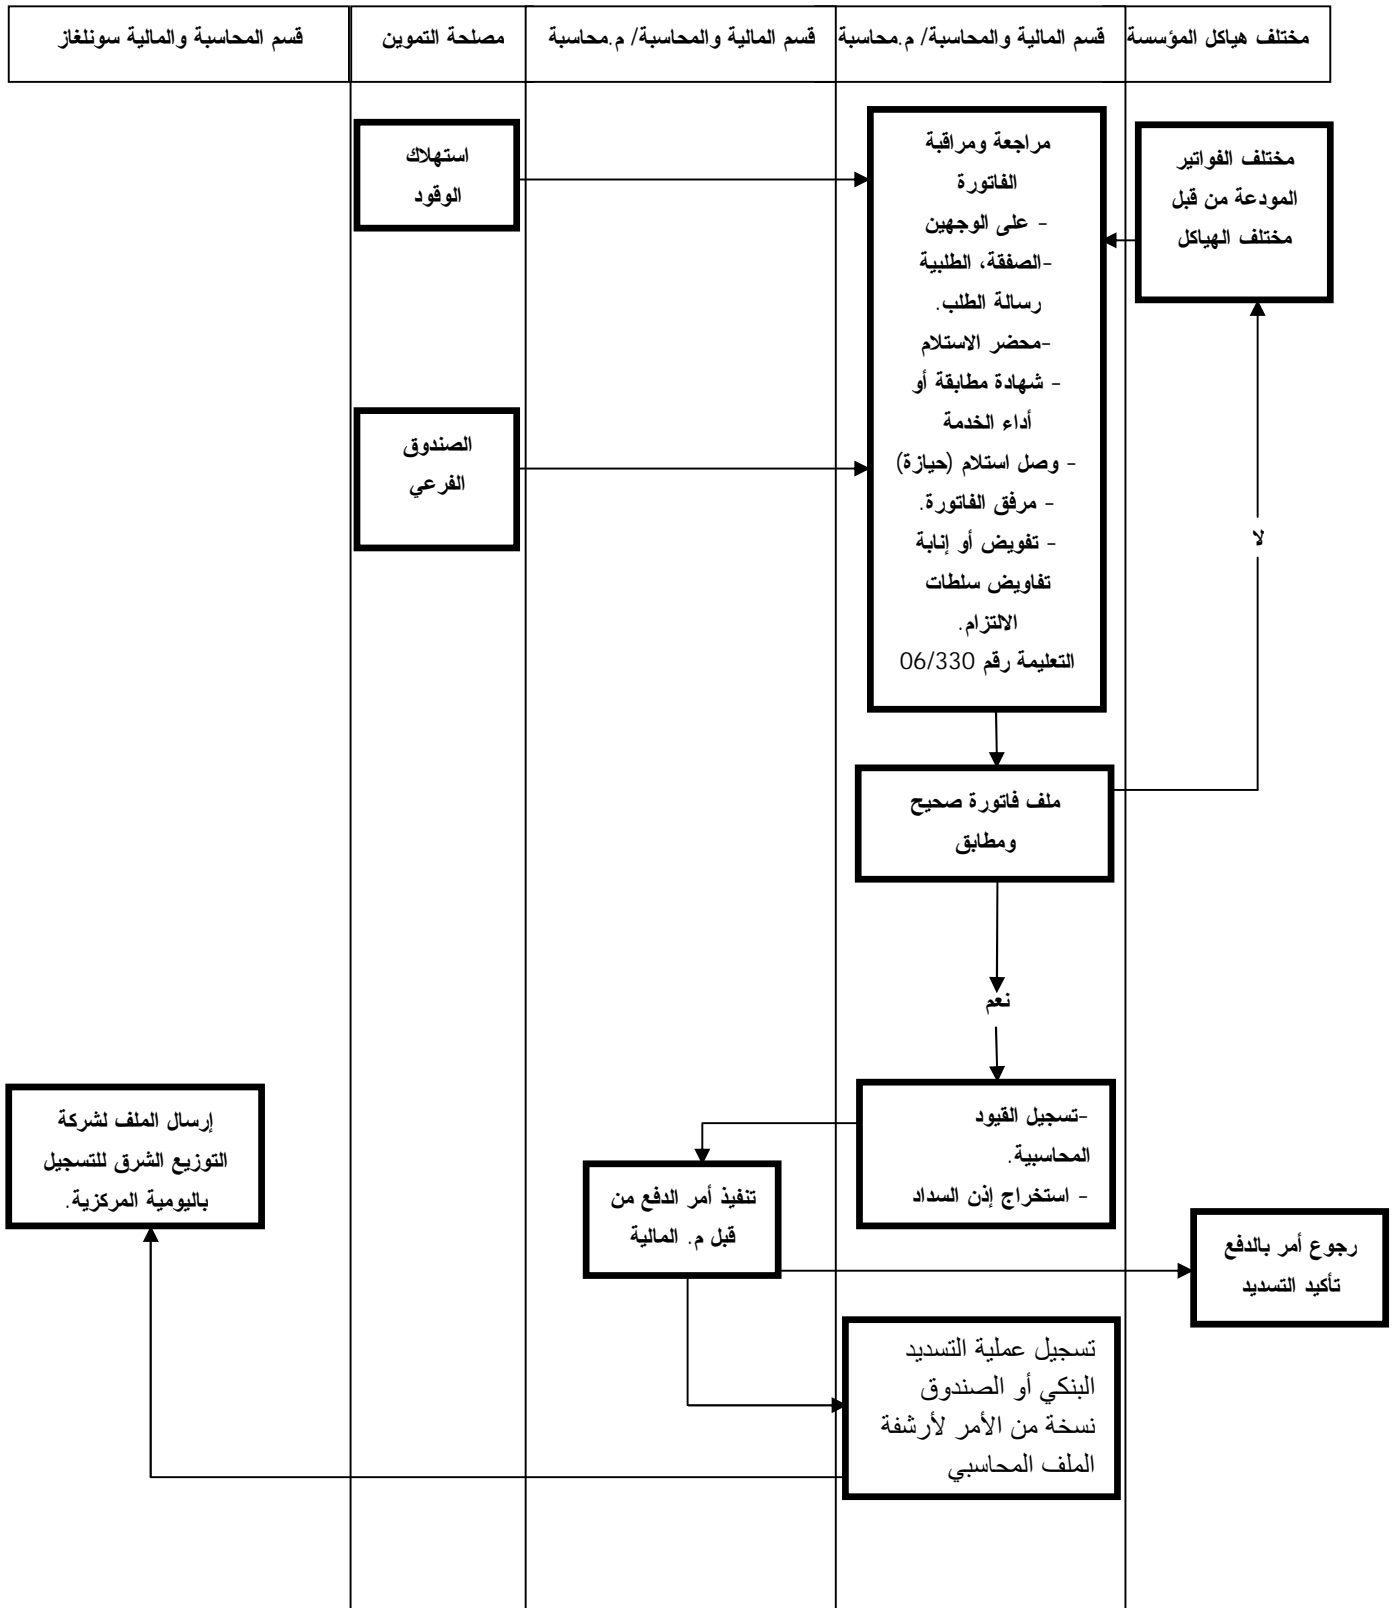 مختلف هياكل المؤسسة
قسم المالية والمحاسبة/ م.محاسبة
قسم المالية والمحاسبة/ م.محاسبة
مصلحة التموين
قسم المحاسبة والمالية سونلغاز
مختلف الفواتير
المودعة من قبل
مختلف الهياكل
مراجعة ومراقبة
الفاتورة
- على الوجهين
-الصفقة، الطلبية
رسالة الطلب.
-محضر الاستلام
- شهادة مطابقة أو
أداء الخدمة
- وصل استلام (حيازة)
- مرفق الفاتورة.
- تفويض أو إنابة
تفاويض سلطات
الالتزام.
التعليمة رقم 06/330
استهلاك
الوقود
الصندوق
الفرعي
لا
ملف فاتورة صحيح
ومطابق
نعم
-تسجيل القيود
المحاسبية.
- استخراج إذن السداد
تنفيذ أمر الدفع من
قبل م. المالية
إرسال الملف لشركة
التوزيع الشرق للتسجيل
باليومية المركزية.
رجوع أمر بالدفع
تأكيد التسديد
تسجيل عملية التسديد
البنكي أو الصندوق
نسخة من الأمر لأرشفة
الملف المحاسبي